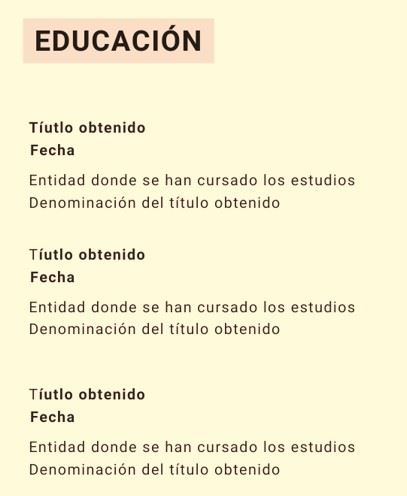 EDUCACIÓN
Tíutlo obtenido
Fecha
Entidad donde se han cursado los estudios
Denominación del título obtenido
Tíutlo obtenido
Fecha
Entidad donde se han cursado los estudios
Denominación del título obtenido
Tíutlo obtenido
Fecha
Entidad donde se han cursado los estudios
Denominación del título obtenido